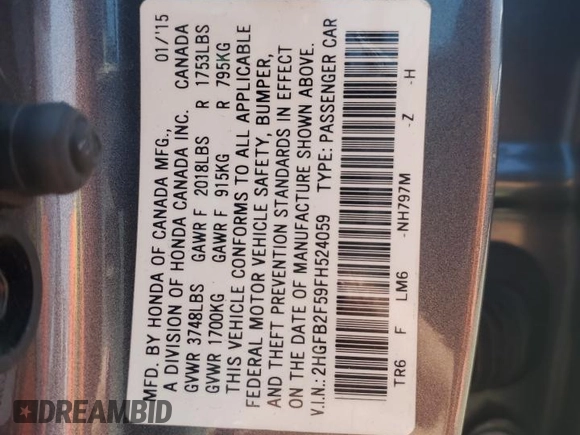 MFD. BY HONDA OF CANADA MFG., 01/'15
A DIVISION OF HONDA CANADA INC. CANADA
GVWR 3748LBS GAWR F 2018LBS R 1753LBS
GVWR 1700KG GAWR F 915KG R 795KG
THIS VEHICLE CONFORMS TO ALL APPLICABLE
FEDERAL MOTOR VEHICLE SAFETY, BUMPER,
AND THEFT PREVENTION STANDARDS IN EFFECT
ON THE DATE OF MANUFACTURE SHOWN ABOVE.
V.I.N.: 2HGFB2F59FH524059 TYPE: PASSENGER CAR
TR6 F LM6 -NH797M -Z -H
DREAMBID